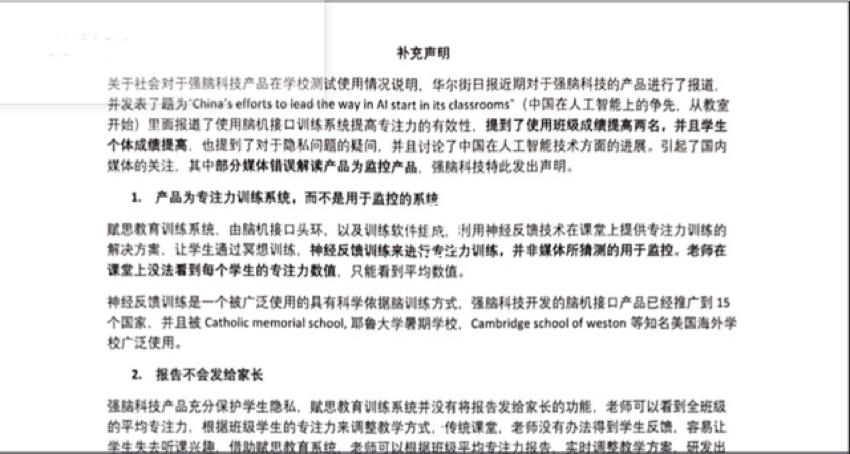 补充声明
关于社会对于强脑科技产品在学校测试使用情况说明，华尔街日报近期对于强脑科技的产品进行了报道，
并发表了题为"China's efforts to lead the way in AI start in its classrooms"（中国在人工智能上的争先，从教室
开始）里面报道了使用脑机接口训练系统提高专注力的有效性，提到了使用班级成绩提高两名，并且学生
个体成绩提高，也提到了对于隐私问题的疑问，并且讨论了中国在人工智能技术方面的进展。引起了国内
媒体的关注，其中部分媒体错误解读产品为监控产品，强脑科技特此发出声明。
1. 产品为专注力训练系统，而不是用于监控的系统
赋思教育训练系统，由脑机接口头环，以及训练软件组成，利用神经反馈技术在课堂上提供专注力训练的
解决方案，让学生通过冥想训练，神经反馈训练来进行专注力训练，并非媒体所猜测的用于监控。老师在
课堂上没法看到每个学生的专注力数值，只能看到平均数值。
神经反馈训练是一个被广泛使用的具有科学依据脑训练方式，强脑科技开发的脑机接口产品已经推广到 15
个国家，并且被 Catholic memorial school, 耶鲁大学暑期学校，Cambridge school of weston 等知名美国海外学
校广泛使用。
2. 报告不会发给家长
强脑科技产品充分保护学生隐私，赋思教育训练系统并没有将报告发给家长的功能，老师可以看到全班级
的平均专注力，根据班级学生的专注力来调整教学方式，传统课堂，老师没有办法得到学生反馈，容易让
学生失去听课兴趣，借助赋思教育系统，老师可以根据班级平均专注力报告，实时调整教学方案，研发出